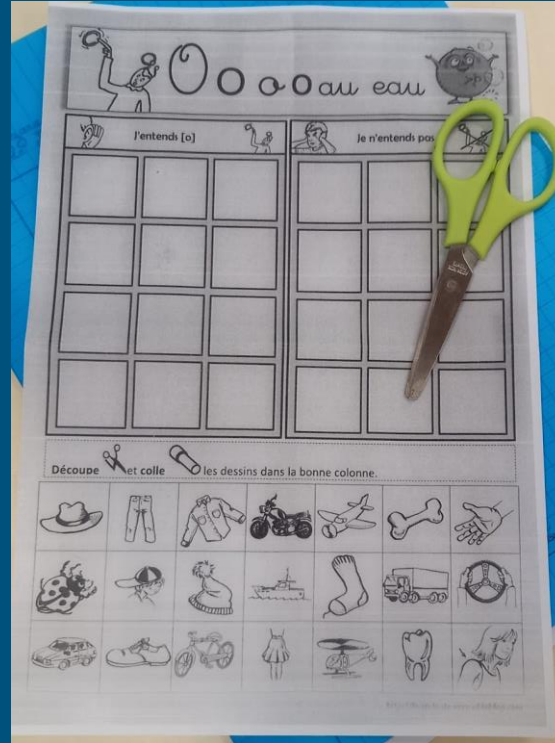 O o o o au eau
J'entends [o]
Je n'entends pas
Découpe et colle les dessins dans la bonne colonne.